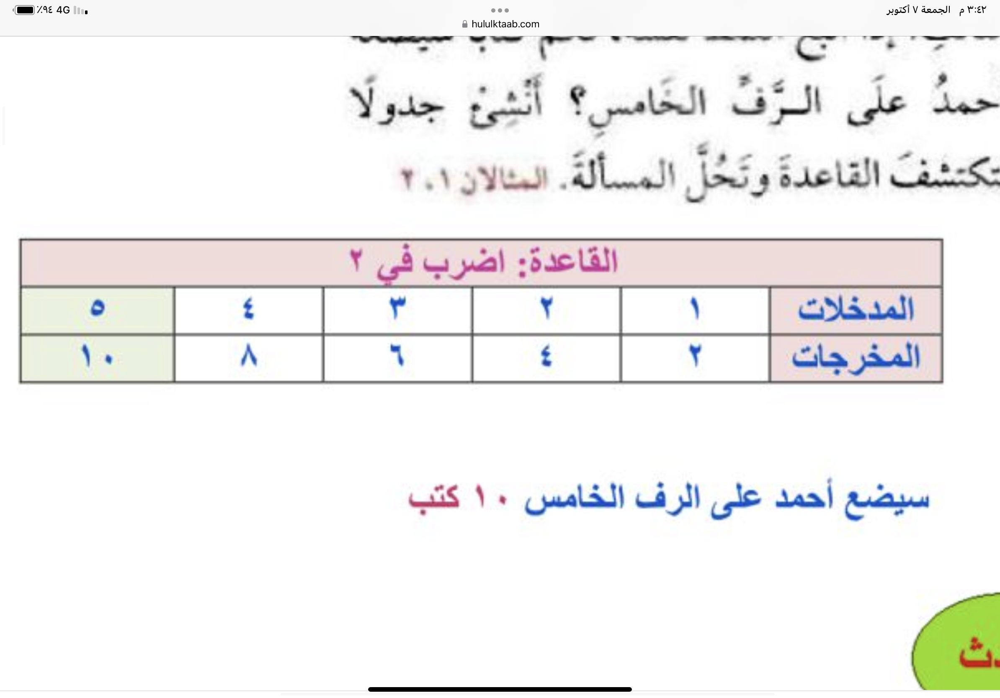 ٣:٤٢ م الجمعة ٧ أكتوبر
٪٩٤ 4G
hululktaab.com
حمدُ علَى الـرَّفِّ الخَامسِ؟ أَنْشِئْ جدولًا
تكتشفَ القاعدةَ ونَحُلَّ المسألةَ. المثالان ١، ٢
القاعدة: اضرب في ٢
المدخلات ١ ٢ ٣ ٤ ٥
المخرجات ٢ ٤ ٦ ٨ ١٠
سيضع أحمد على الرف الخامس ١٠ كتب